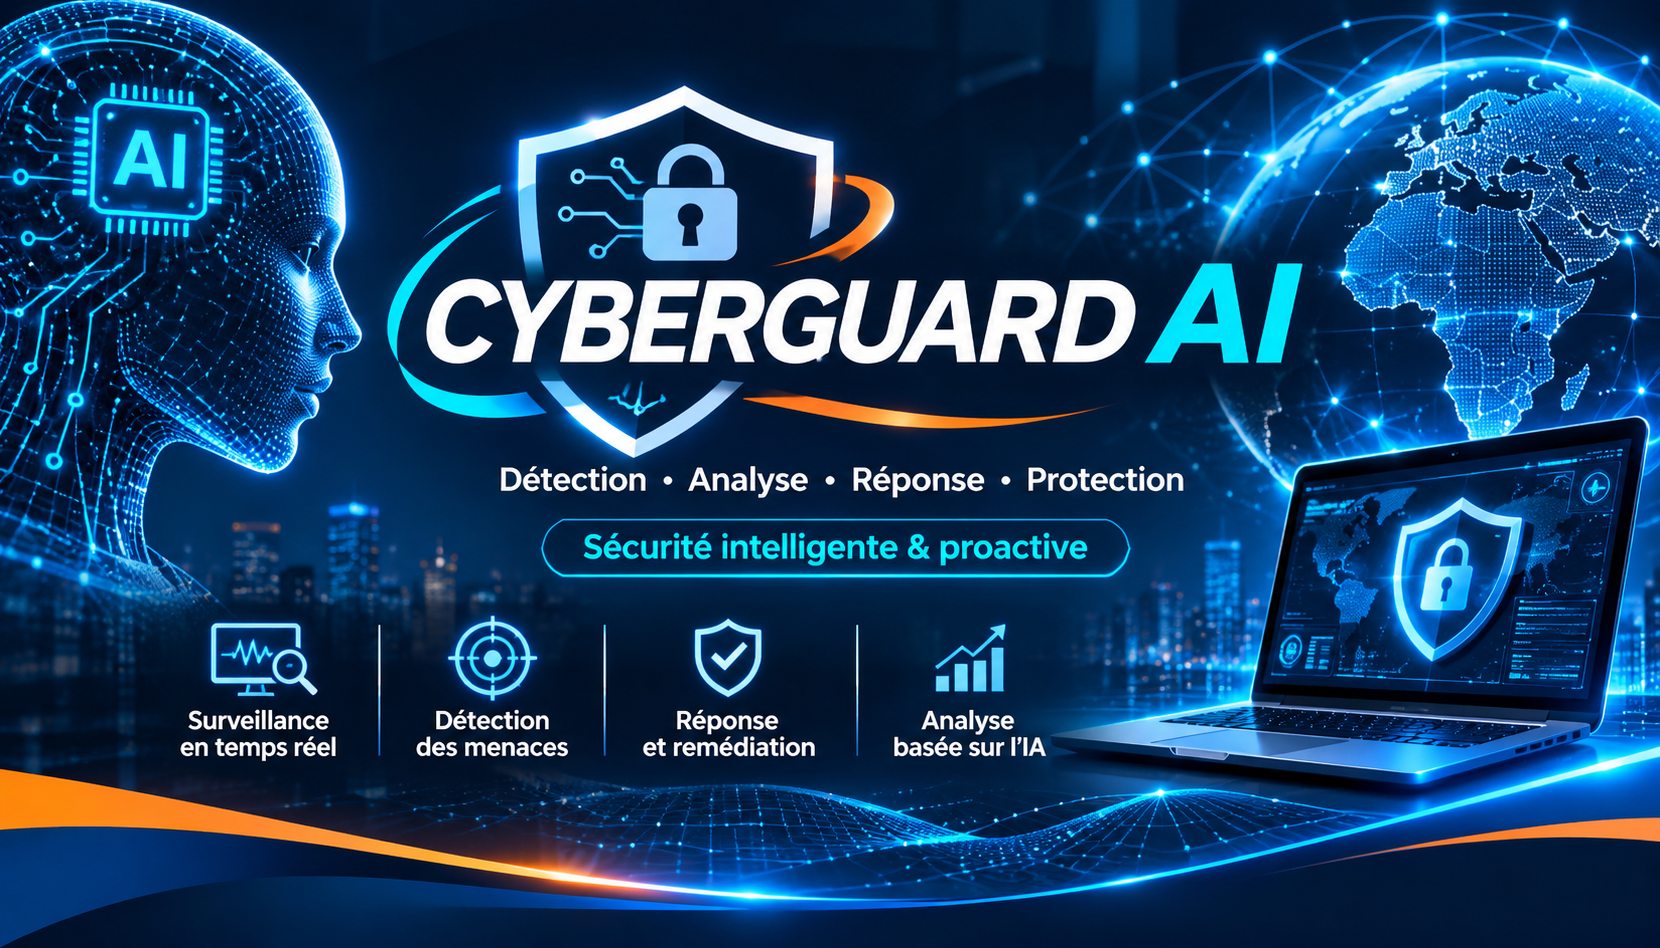 AI
CYBERGUARD AI
Détection • Analyse • Réponse • Protection
Sécurité intelligente & proactive
Surveillance
en temps réel
Détection
des menaces
Réponse
et remédiation
Analyse
basée sur l'IA